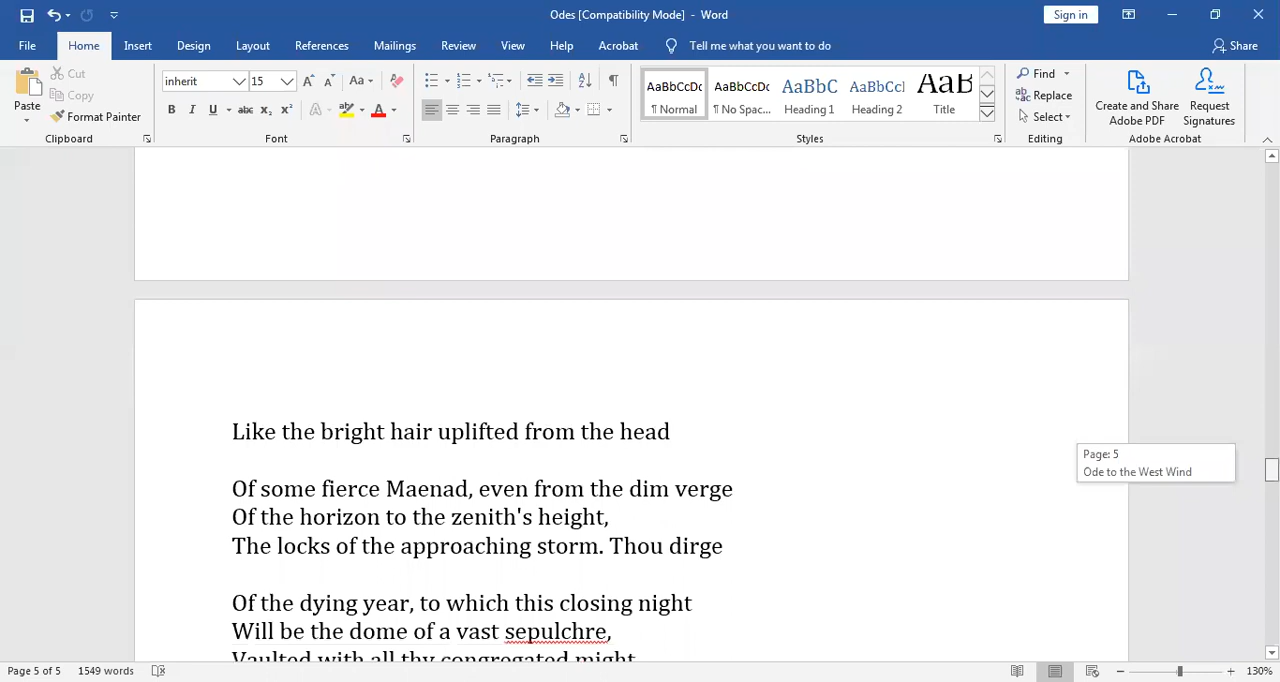 Odes [Compatibility Mode] - Word
Sign in
File Home Insert Design Layout References Mailings Review View Help Acrobat Tell me what you want to do Share
Paste
Cut
Copy
Format Painter
Clipboard
inherit 15
Aa
B I U abc x₂ x² A A
Font
Paragraph
AaBbCcDc AaBbCcDc AaBbC AaBbCcI AaB
¶ Normal ¶ No Spac... Heading 1 Heading 2 Title
Styles
Find
Replace
Select
Editing
Create and Share
Adobe PDF
Request
Signatures
Adobe Acrobat
Like the bright hair uplifted from the head
Of some fierce Maenad, even from the dim verge
Of the horizon to the zenith's height,
The locks of the approaching storm. Thou dirge
Of the dying year, to which this closing night
Will be the dome of a vast sepulchre,
Vaulted with all thy congregated might
Page: 5
Ode to the West Wind
Page 5 of 5 1549 words
130%